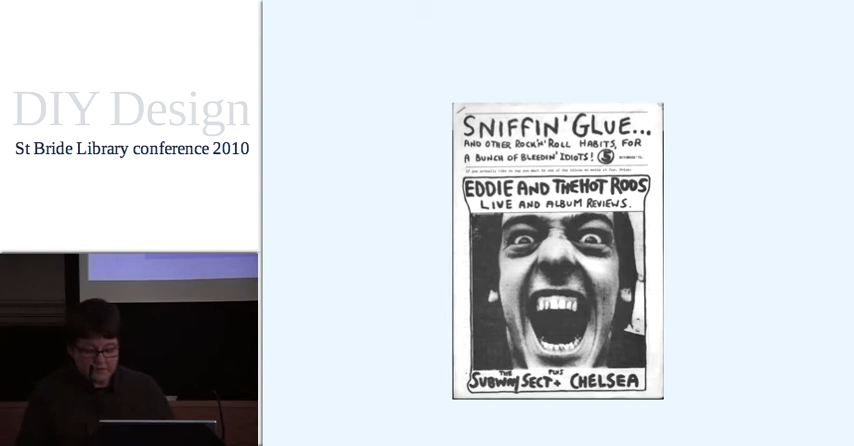 DIY Design
St Bride Library conference 2010
SNIFFIN' GLUE...
AND OTHER ROCK 'N' ROLL HABITS, FOR
A BUNCH OF BLEEDIN' IDIOTS! 5
EDDIE AND THE HOT RODS
LIVE AND ALBUM REVIEWS.
THE SUBWAY SECT + PLUS CHELSEA